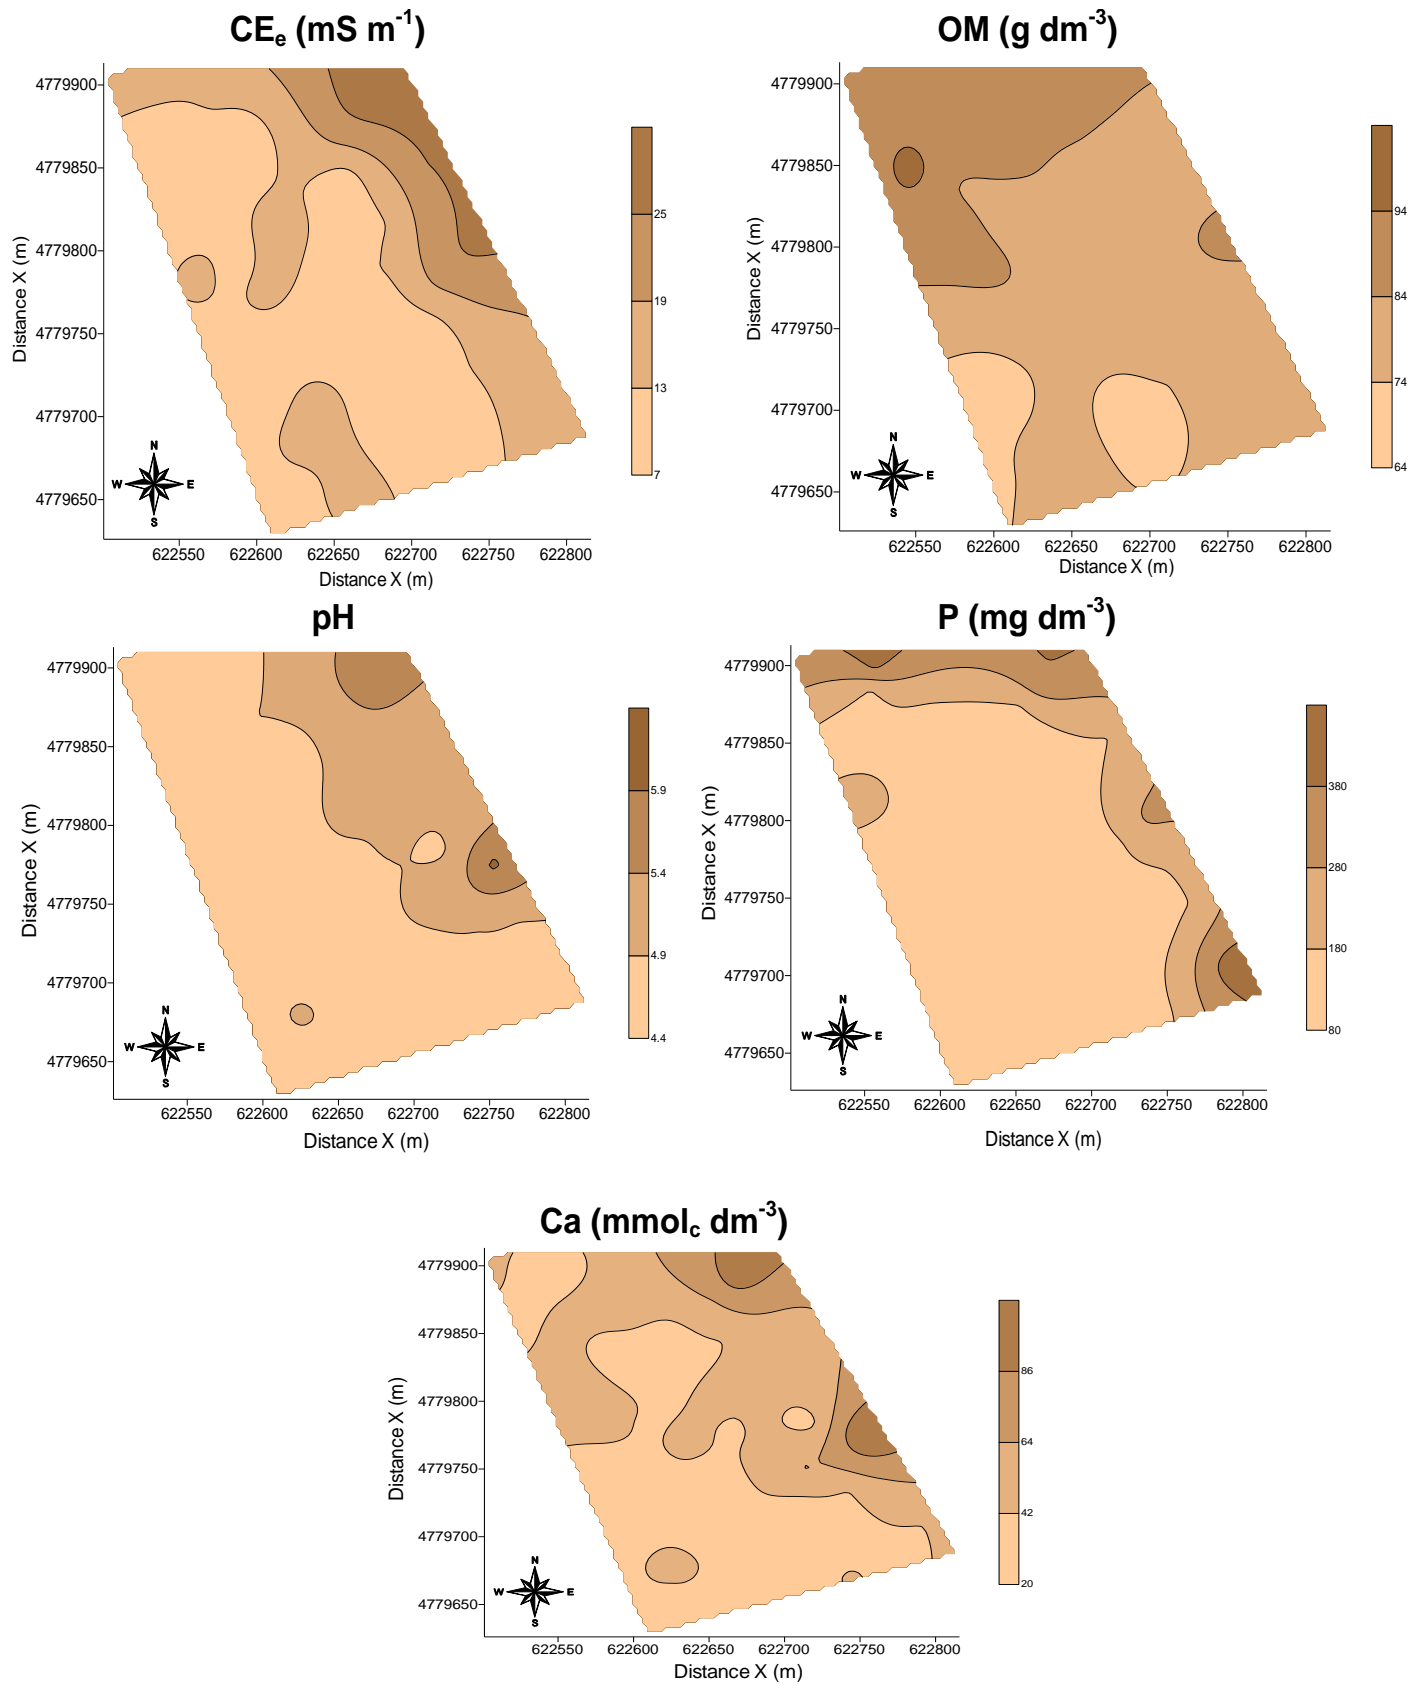 CEe (mS m-1)
4779900
4779850
4779800
4779750
4779700
4779650
Distance X (m)
25
19
13
7
N
W E
S
622550 622600 622650 622700 622750 622800
Distance X (m)
OM (g dm-3)
4779900
4779850
4779800
4779750
4779700
4779650
Distance X (m)
94
84
74
64
N
W E
S
622550 622600 622650 622700 622750 622800
Distance X (m)
pH
4779900
4779850
4779800
4779750
4779700
4779650
Distance X (m)
5.9
5.4
4.9
4.4
N
W E
S
622550 622600 622650 622700 622750 622800
Distance X (m)
P (mg dm-3)
4779900
4779850
4779800
4779750
4779700
4779650
Distance X (m)
380
280
180
80
N
W E
S
622550 622600 622650 622700 622750 622800
Distance X (m)
Ca (mmolc dm-3)
4779900
4779850
4779800
4779750
4779700
4779650
Distance X (m)
86
64
42
20
N
W E
S
622550 622600 622650 622700 622750 622800
Distance X (m)